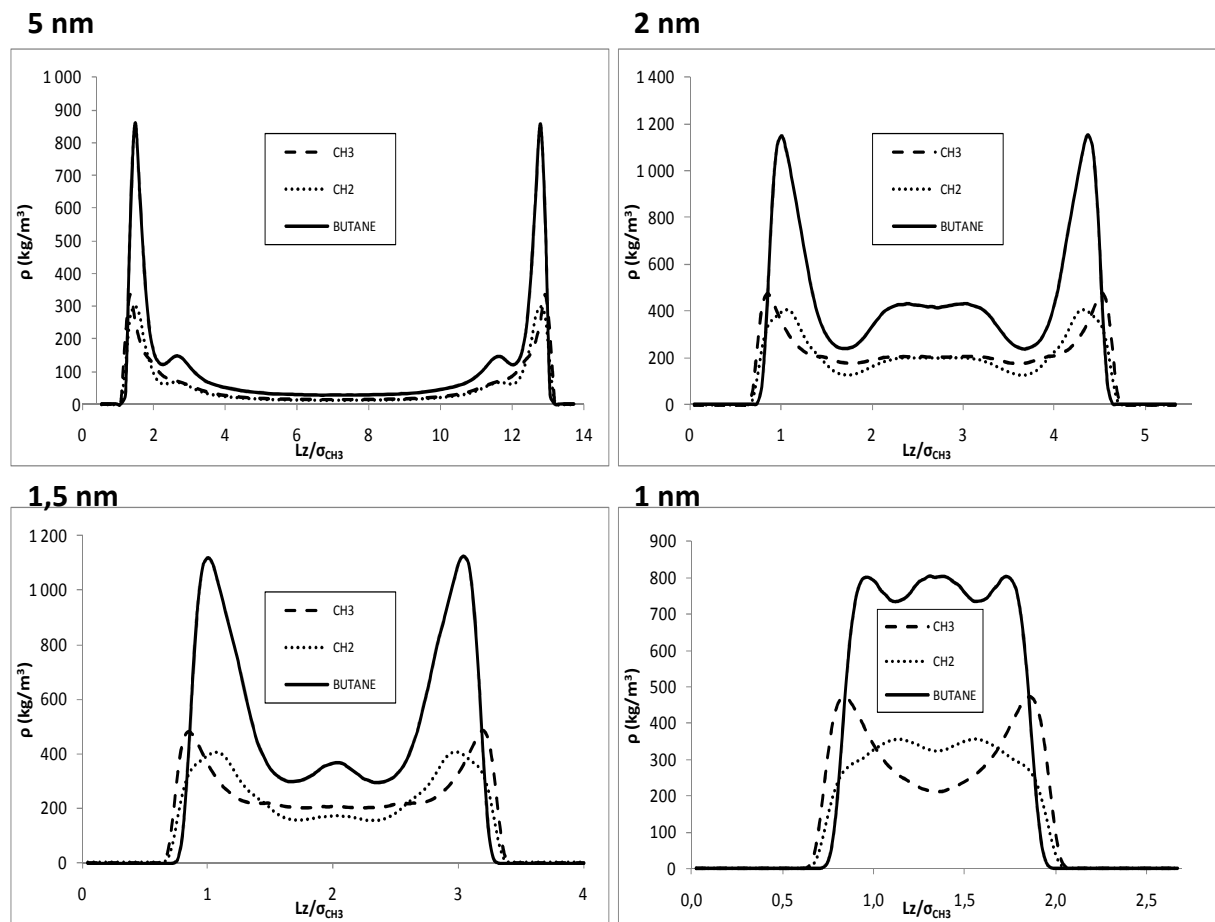 5 nm
2 nm
1 000
900
800
700
600
500
400
300
200
100
0
ρ (kg/m³)
CH3
CH2
BUTANE
0 2 4 6 8 10 12 14
Lz/σCH3
1 400
1 200
1 000
800
600
400
200
0
ρ (kg/m³)
CH3
CH2
BUTANE
0 1 2 3 4 5
Lz/σCH3
1,5 nm
1 nm
1 200
1 000
800
600
400
200
0
ρ (kg/m³)
CH3
CH2
BUTANE
0 1 2 3 4
Lz/σCH3
900
800
700
600
500
400
300
200
100
0
ρ (kg/m³)
CH3
CH2
BUTANE
0,0 0,5 1,0 1,5 2,0 2,5
Lz/σCH3